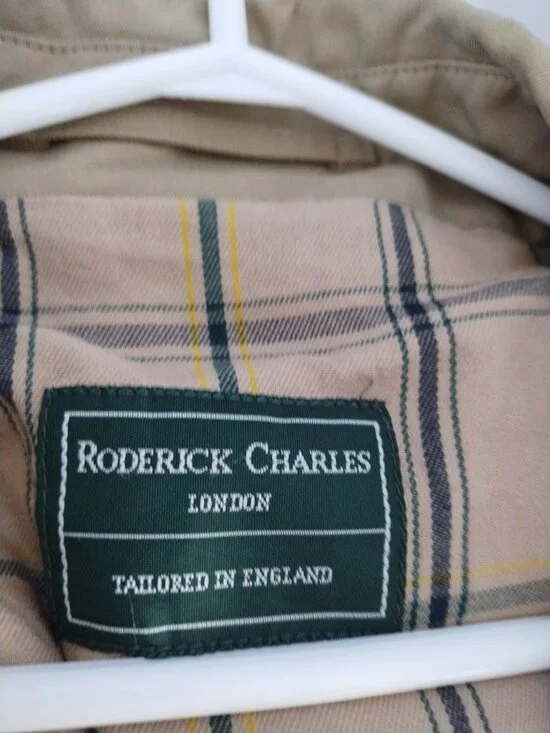 RODERICK CHARLES
LONDON
TAILORED IN ENGLAND